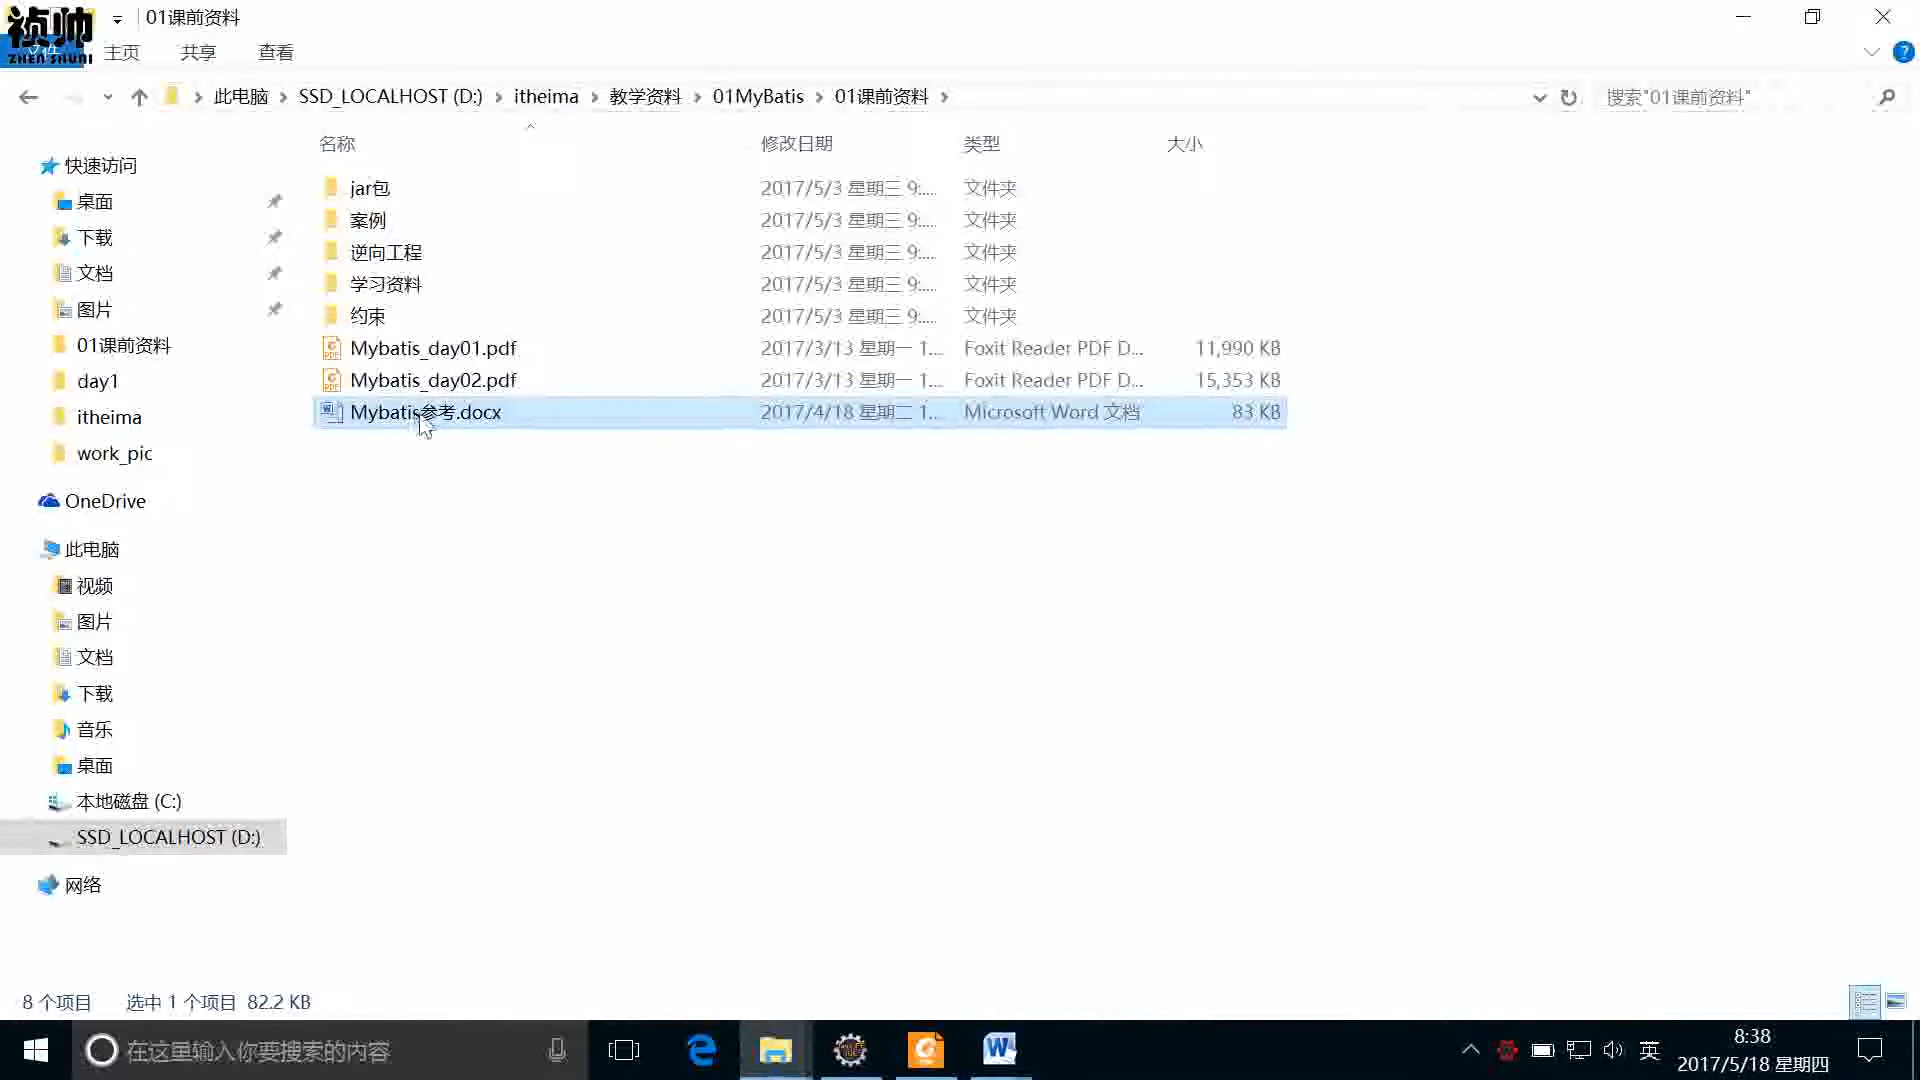 祯帅
ZHEN SHUAI
01课前资料
文件 主页 共享 查看
此电脑 SSD_LOCALHOST (D:) itheima 教学资料 01MyBatis 01课前资料
搜索"01课前资料"
名称 修改日期 类型 大小
快速访问
桌面
下载
文档
图片
01课前资料
day1
itheima
work_pic
OneDrive
此电脑
视频
图片
文档
下载
音乐
桌面
本地磁盘 (C:)
SSD_LOCALHOST (D:)
网络
jar包 2017/5/3 星期三 9:.... 文件夹
案例 2017/5/3 星期三 9:.... 文件夹
逆向工程 2017/5/3 星期三 9:.... 文件夹
学习资料 2017/5/3 星期三 9:.... 文件夹
约束 2017/5/3 星期三 9:.... 文件夹
Mybatis_day01.pdf 2017/3/13 星期一 1... Foxit Reader PDF D... 11,990 KB
Mybatis_day02.pdf 2017/3/13 星期一 1... Foxit Reader PDF D... 15,353 KB
Mybatis参考.docx 2017/4/18 星期二 1... Microsoft Word 文档 83 KB
8 个项目 选中 1 个项目 82.2 KB
在这里输入你要搜索的内容
英
8:38
2017/5/18 星期四